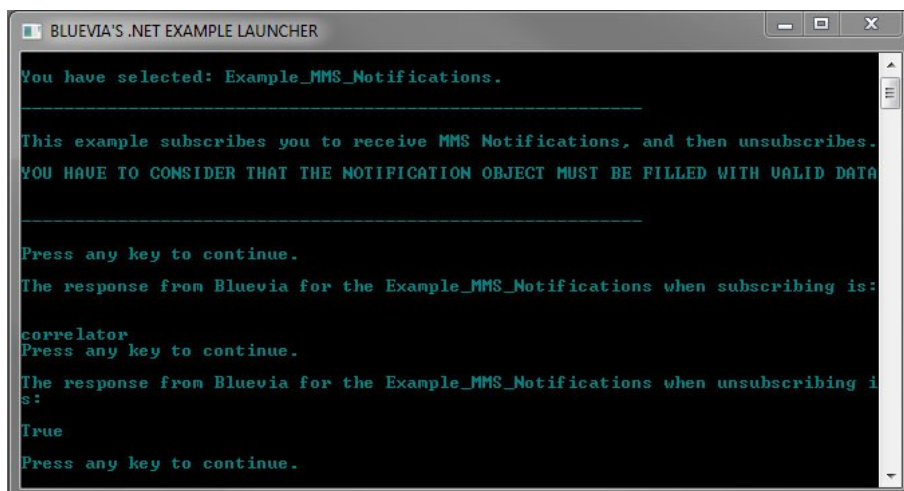 BLUEVIA'S .NET EXAMPLE LAUNCHER
You have selected: Example_MMS_Notifications.
This example subscribes you to receive MMS Notifications, and then unsubscribes.
YOU HAVE TO CONSIDER THAT THE NOTIFICATION OBJECT MUST BE FILLED WITH VALID DATA
Press any key to continue.
The response from Bluevia for the Example_MMS_Notifications when subscribing is:
correlator
Press any key to continue.
The response from Bluevia for the Example_MMS_Notifications when unsubscribing i
s:
True
Press any key to continue.